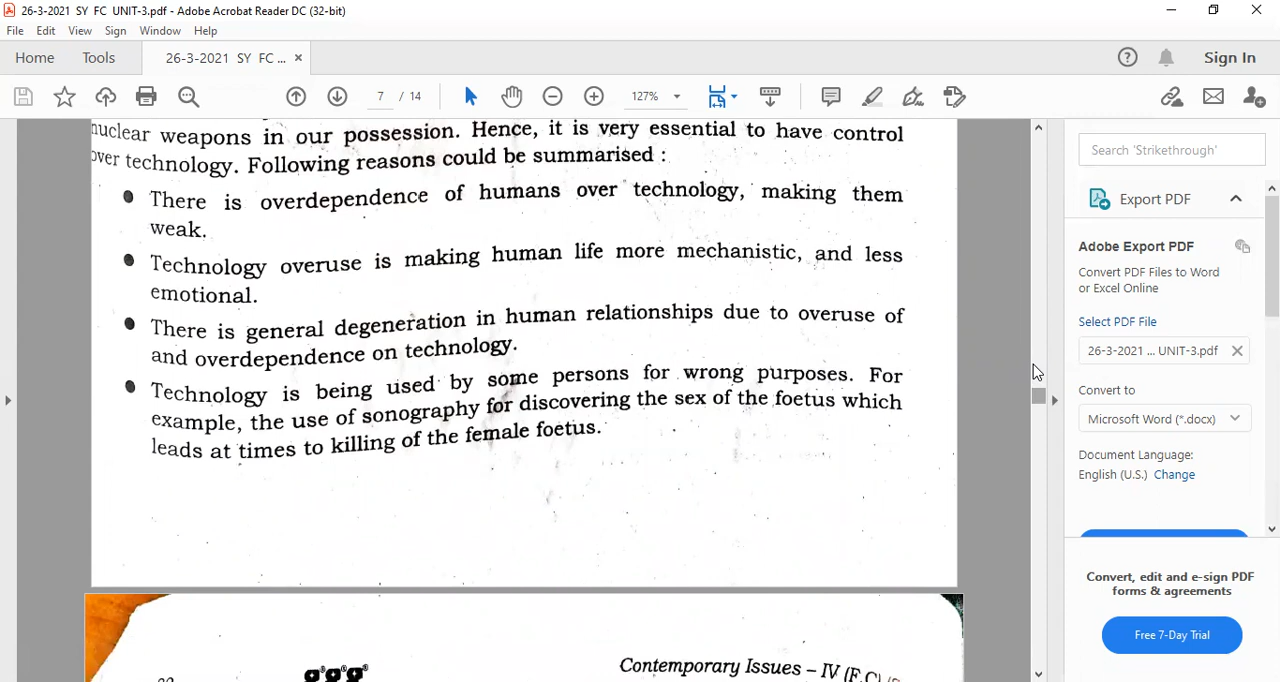 26-3-2021 SY FC UNIT-3.pdf - Adobe Acrobat Reader DC (32-bit)
File Edit View Sign Window Help
Home Tools 26-3-2021 SY FC ... × Sign In
7 / 14 127%
nuclear weapons in our possession. Hence, it is very essential to have control
over technology. Following reasons could be summarised :
There is overdependence of humans over technology, making them
weak.
Technology overuse is making human life more mechanistic, and less
emotional.
There is general degeneration in human relationships due to overuse of
and overdependence on technology.
Technology is being used by some persons for wrong purposes. For
example, the use of sonography for discovering the sex of the foetus which
leads at times to killing of the female foetus.
Contemporary Issues – IV (F.C)
Search 'Strikethrough'
Export PDF
Adobe Export PDF
Convert PDF Files to Word
or Excel Online
Select PDF File
26-3-2021 ... UNIT-3.pdf
Convert to
Microsoft Word (*.docx)
Document Language:
English (U.S.) Change
Convert, edit and e-sign PDF
forms & agreements
Free 7-Day Trial